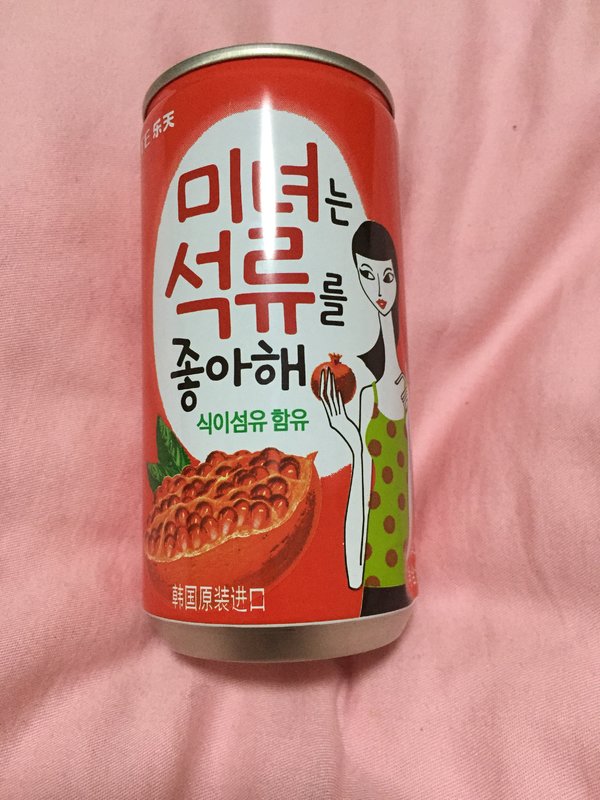 乐天
미녀는
석류를
좋아해
식이섬유 함유
韩国原装进口